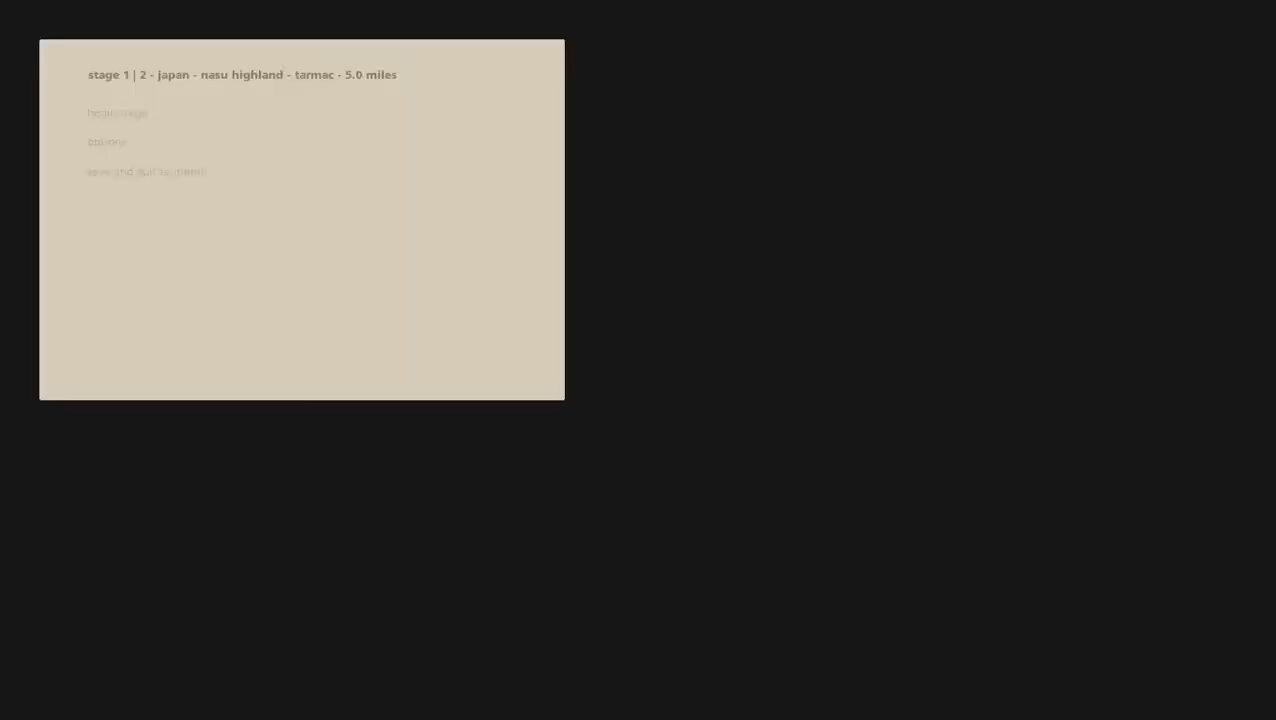 stage 1 | 2 - japan - nasu highland - tarmac - 5.0 miles
begin stage
options
save and quit to menu